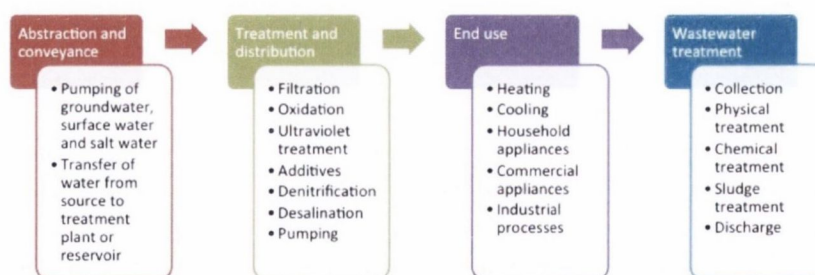 Abstraction and
conveyance
• Pumping of
groundwater,
surface water
and salt water
• Transfer of
water from
source to
treatment
plant or
reservoir
Treatment and
distribution
• Filtration
• Oxidation
• Ultraviolet
treatment
• Additives
• Denitrification
• Desalination
• Pumping
End use
• Heating
• Cooling
• Household
appliances
• Commercial
appliances
• Industrial
processes
Wastewater
treatment
• Collection
• Physical
treatment
• Chemical
treatment
• Sludge
treatment
• Discharge